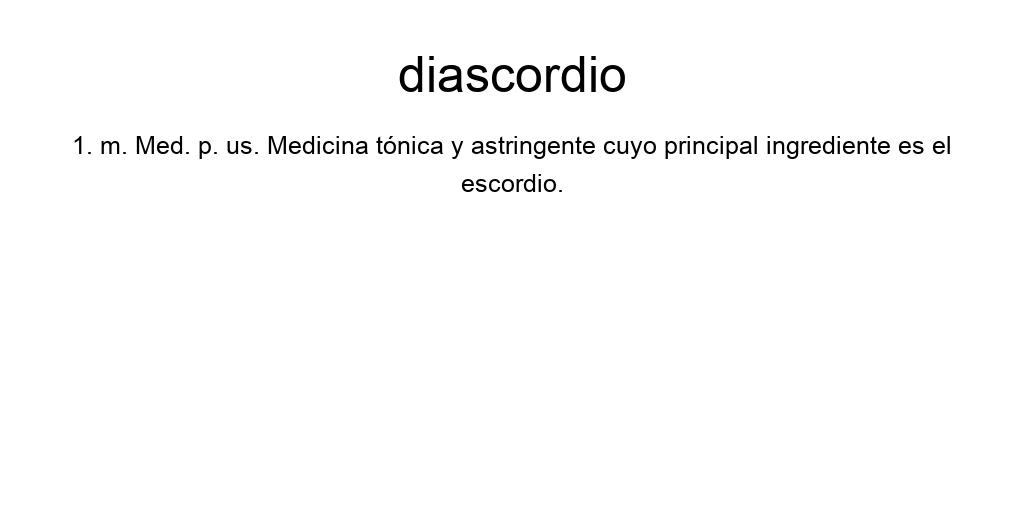 diascordio
1. m. Med. p. us. Medicina tónica y astringente cuyo principal ingrediente es el
escordio.